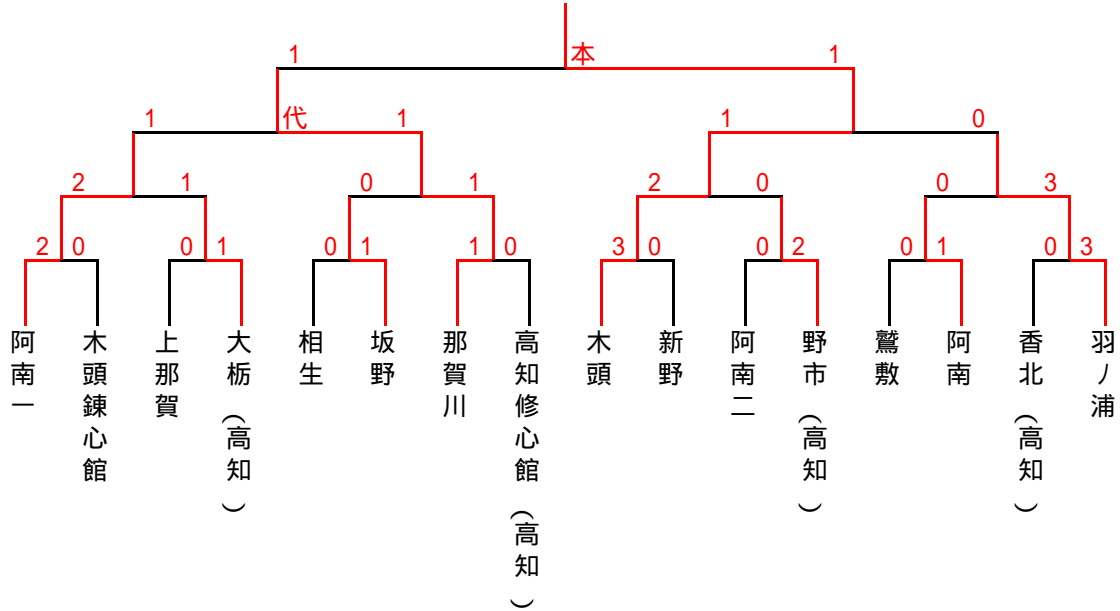 1 本 1
1 代 1 1 0
2 1 0 1 2 0 0 3
2 0 0 1 0 1 1 0 3 0 0 2 0 1 0 3
阿南一
木頭錬心館
上那賀
大栃(高知)
相生
坂野
那賀川
高知修心館(高知)
木頭
新野
阿南二
野市(高知)
鷲敷
阿南
香北(高知)
羽ノ浦